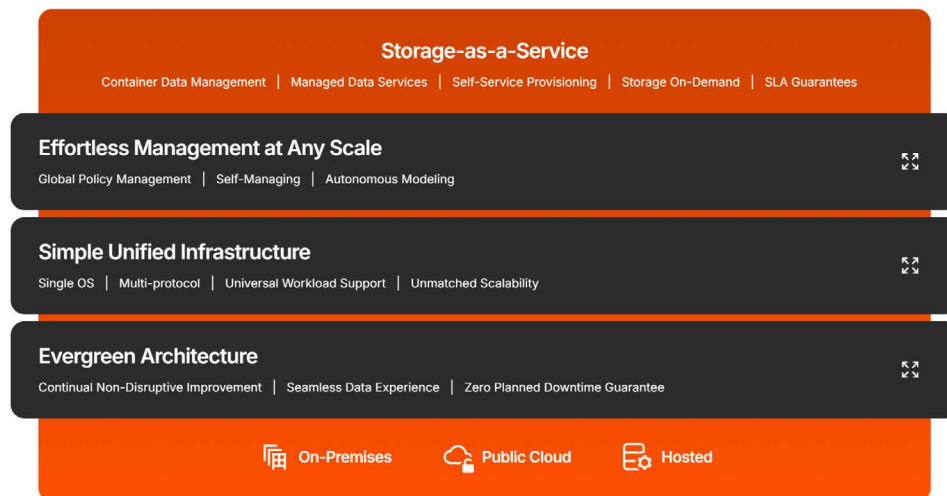 Storage-as-a-Service
Container Data Management | Managed Data Services | Self-Service Provisioning | Storage On-Demand | SLA Guarantees
Effortless Management at Any Scale
Global Policy Management | Self-Managing | Autonomous Modeling
Simple Unified Infrastructure
Single OS | Multi-protocol | Universal Workload Support | Unmatched Scalability
Evergreen Architecture
Continual Non-Disruptive Improvement | Seamless Data Experience | Zero Planned Downtime Guarantee
On-Premises Public Cloud Hosted